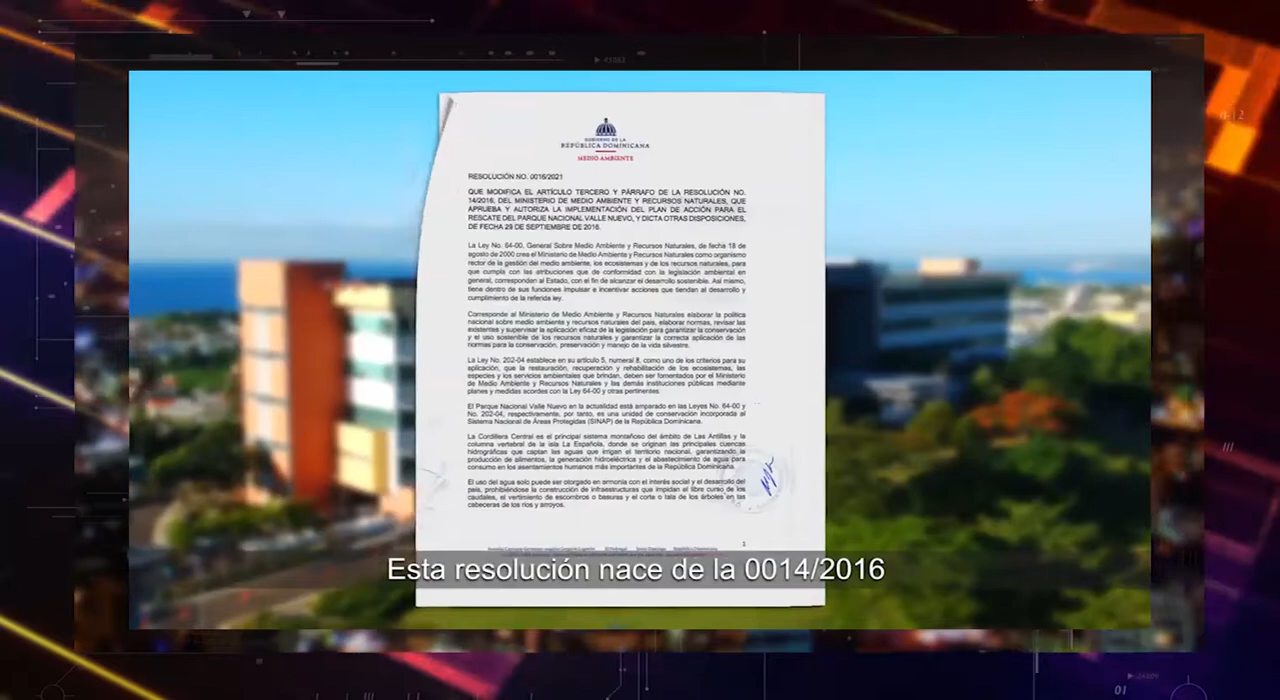 GOBIERNO DE LA
REPÚBLICA DOMINICANA
MEDIO AMBIENTE
RESOLUCIÓN NO. 0016/2021
QUE MODIFICA EL ARTÍCULO TERCERO Y PÁRRAFO DE LA RESOLUCIÓN NO.
14/2016, DEL MINISTERIO DE MEDIO AMBIENTE Y RECURSOS NATURALES, QUE
APRUEBA Y AUTORIZA LA IMPLEMENTACIÓN DEL PLAN DE ACCIÓN PARA EL
RESCATE DEL PARQUE NACIONAL VALLE NUEVO, Y DICTA OTRAS DISPOSICIONES,
DE FECHA 29 DE SEPTIEMBRE DE 2016.
La Ley No. 64-00, General Sobre Medio Ambiente y Recursos Naturales, de fecha 18 de
agosto de 2000 crea el Ministerio de Medio Ambiente y Recursos Naturales como organismo
rector de la gestión del medio ambiente, los ecosistemas y de los recursos naturales, para
que cumpla con las atribuciones que de conformidad con la legislación ambiental en
general, corresponden al Estado, con el fin de alcanzar el desarrollo sostenible. Así mismo,
tiene dentro de sus funciones impulsar e incentivar acciones que tiendan al desarrollo y
cumplimiento de la referida ley.
Corresponde al Ministerio de Medio Ambiente y Recursos Naturales elaborar la política
nacional sobre medio ambiente y recursos naturales del país, elaborar normas, revisar las
existentes y supervisar la aplicación eficaz de la legislación para garantizar la conservación
y el uso sostenible de los recursos naturales y garantizar la correcta aplicación de las
normas para la conservación, preservación y manejo de la vida silvestre.
La Ley No. 202-04 establece en su artículo 5, numeral 8, como uno de los criterios para su
aplicación, que la restauración, recuperación y rehabilitación de los ecosistemas, las
especies y los servicios ambientales que brindan, deben ser fomentados por el Ministerio
de Medio Ambiente y Recursos Naturales y las demás instituciones públicas mediante
planes y medidas acordes con la Ley 64-00 y otras pertinentes.
El Parque Nacional Valle Nuevo en la actualidad está amparado en las Leyes No. 64-00 y
No. 202-04, respectivamente, por tanto, es una unidad de conservación incorporada al
Sistema Nacional de Áreas Protegidas (SINAP) de la República Dominicana.
La Cordillera Central es el principal sistema montañoso del ámbito de Las Antillas y la
columna vertebral de la isla La Española, donde se originan las principales cuencas
hidrográficas que captan las aguas que irrigan el territorio nacional, garantizando la
producción de alimentos, la generación hidroeléctrica y el abastecimiento de agua para
consumo en los asentamientos humanos más importantes de la República Dominicana.
El uso del agua solo puede ser otorgado en armonía con el interés social y el desarrollo del
país, prohibiéndose la construcción de infraestructuras que impidan el libre curso de los
caudales, el vertimiento de escombros o basuras y el corte o tala de los árboles en las
cabeceras de los ríos y arroyos.
1
Esta resolución nace de la 0014/2016
01